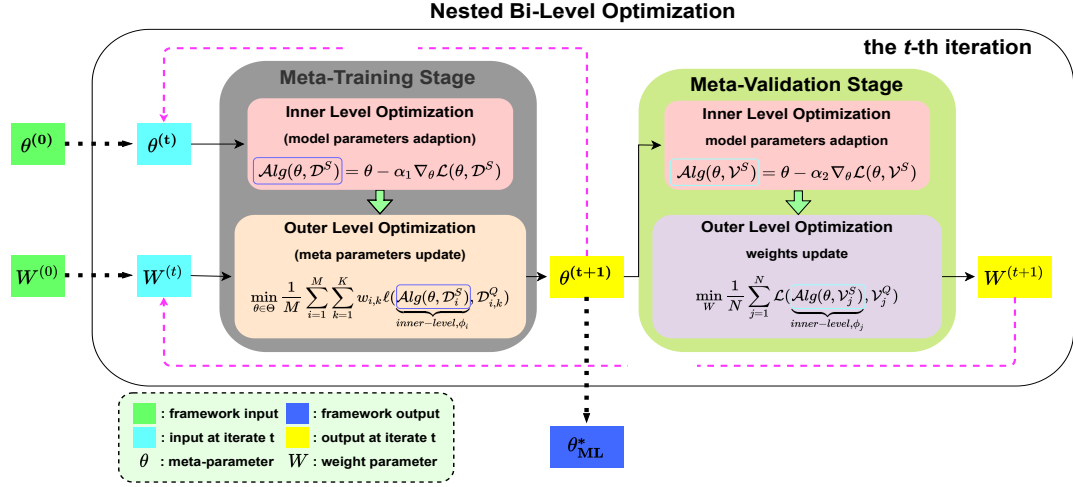 Nested Bi-Level Optimization
the t-th iteration
Meta-Training Stage
Inner Level Optimization
(model parameters adaption)
𝒜lg(θ, 𝒟^S) = θ − α₁∇_θ ℒ(θ, 𝒟^S)
Outer Level Optimization
(meta parameters update)
min_{θ∈Θ} 1/M ∑_{i=1}^{M} ∑_{k=1}^{K} w_{i,k} ℓ(𝒜lg(θ, 𝒟_i^S), 𝒟_{i,k}^Q)
inner−level,ϕ_i
Meta-Validation Stage
Inner Level Optimization
model parameters adaption
𝒜lg(θ, 𝒱^S) = θ − α₂∇_θ ℒ(θ, 𝒱^S)
Outer Level Optimization
weights update
min_W 1/N ∑_{j=1}^{N} ℒ(𝒜lg(θ, 𝒱_j^S), 𝒱_j^Q)
inner−level,ϕ_j
θ^(0)
θ^(t)
W^(0)
W^(t)
θ^(t+1)
W^(t+1)
θ*_ML
: framework input
: framework output
: input at iterate t
: output at iterate t
θ : meta-parameter
W : weight parameter